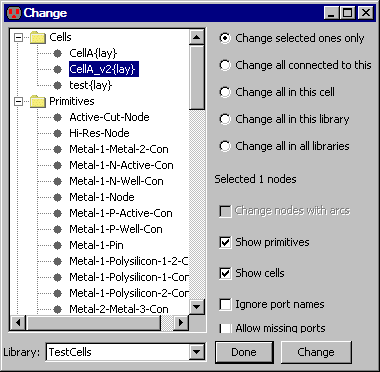 Change
Cells
CellA{lay}
CellA_v2{lay}
test{lay}
Primitives
Active-Cut-Node
Hi-Res-Node
Metal-1-Metal-2-Con
Metal-1-N-Active-Con
Metal-1-N-Well-Con
Metal-1-Node
Metal-1-P-Active-Con
Metal-1-P-Well-Con
Metal-1-Pin
Metal-1-Polysilicon-1-2-C
Metal-1-Polysilicon-1-Con
Metal-1-Polysilicon-2-Con
Metal-2-Metal-3-Con
Change selected ones only
Change all connected to this
Change all in this cell
Change all in this library
Change all in all libraries
Selected 1 nodes
Change nodes with arcs
Show primitives
Show cells
Ignore port names
Allow missing ports
Library: TestCells
Done
Change